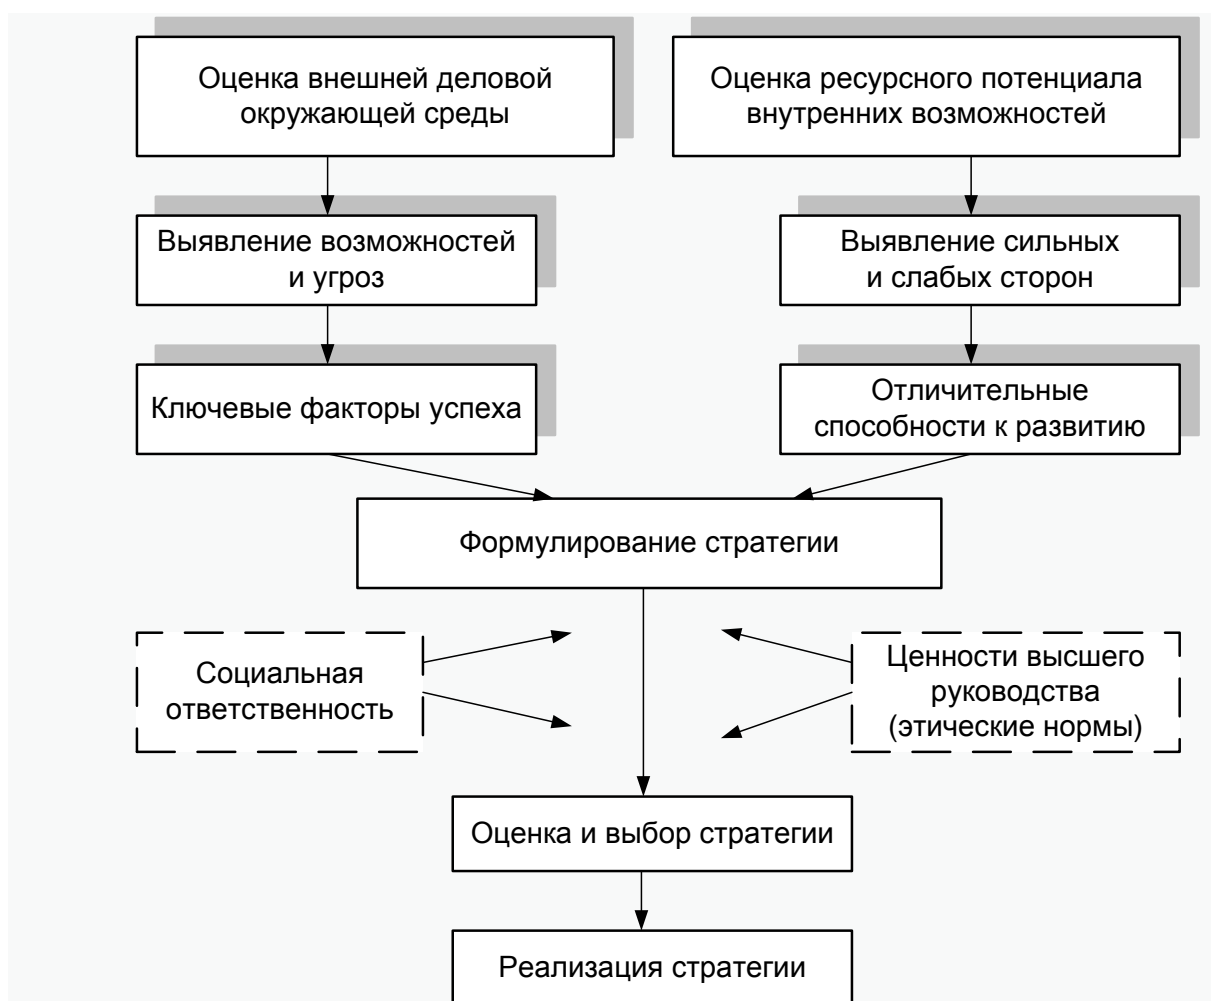 Оценка внешней деловой
окружающей среды
Оценка ресурсного потенциала
внутренних возможностей
Выявление возможностей
и угроз
Выявление сильных
и слабых сторон
Ключевые факторы успеха
Отличительные
способности к развитию
Формулирование стратегии
Социальная
ответственность
Ценности высшего
руководства
(этические нормы)
Оценка и выбор стратегии
Реализация стратегии